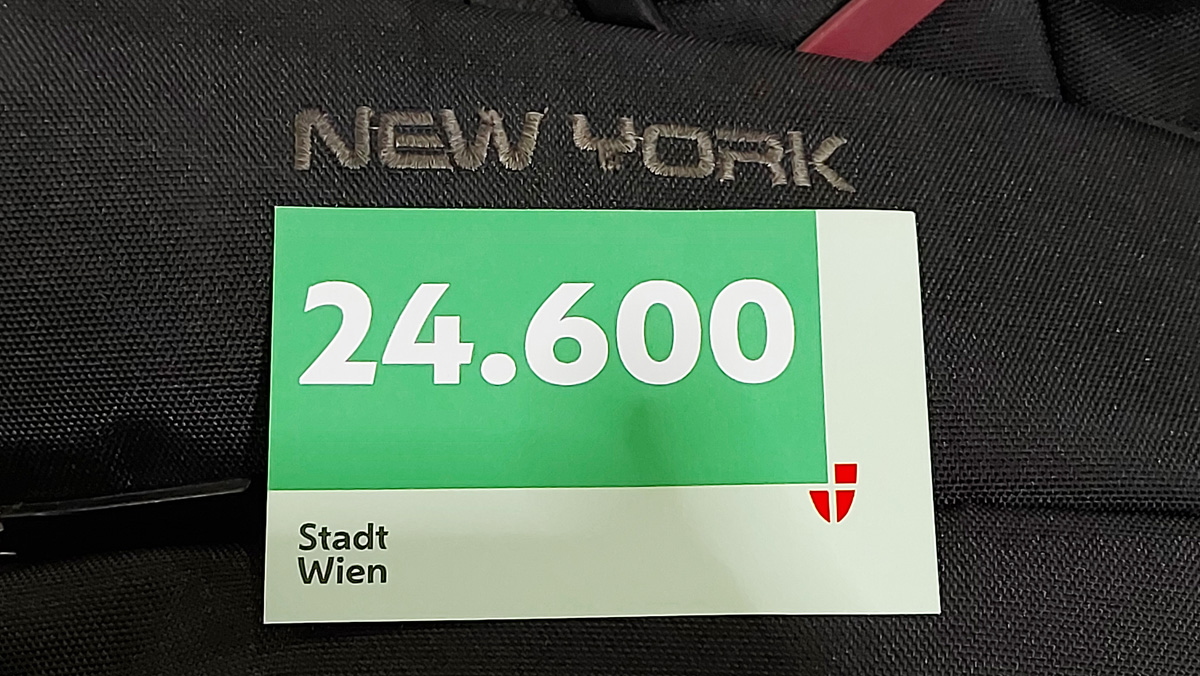 NEW YORK
24.600
Stadt
Wien